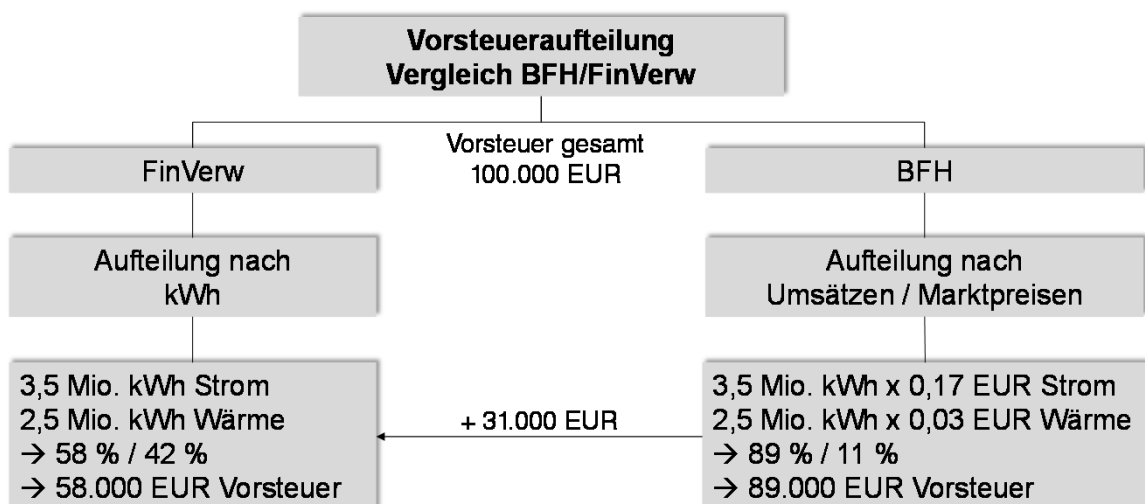 Vorsteueraufteilung
Vergleich BFH/FinVerw
Vorsteuer gesamt
100.000 EUR
FinVerw
BFH
Aufteilung nach
kWh
Aufteilung nach
Umsätzen / Marktpreisen
3,5 Mio. kWh Strom
2,5 Mio. kWh Wärme
→ 58 % / 42 %
→ 58.000 EUR Vorsteuer
+ 31.000 EUR
3,5 Mio. kWh x 0,17 EUR Strom
2,5 Mio. kWh x 0,03 EUR Wärme
→ 89 % / 11 %
→ 89.000 EUR Vorsteuer